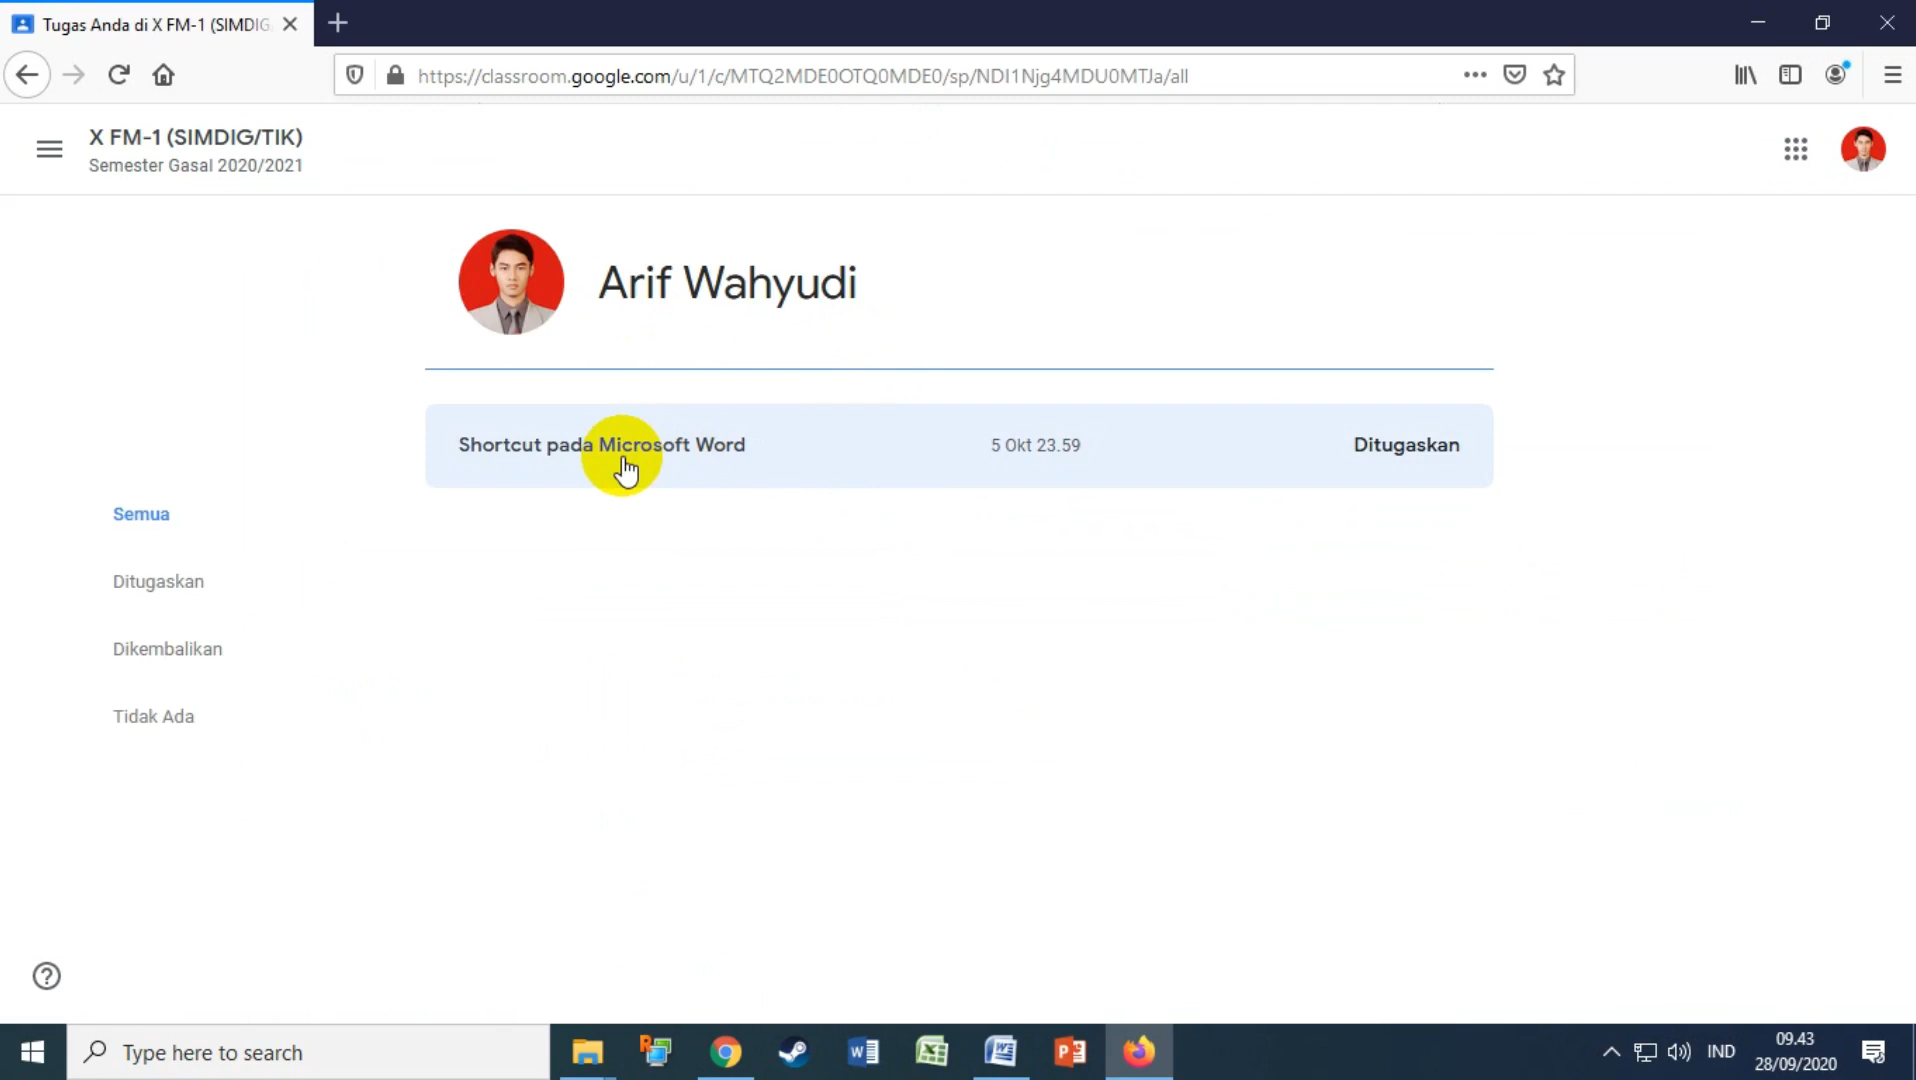 Tugas Anda di X FM-1 (SIMDIG
https://classroom.google.com/u/1/c/MTQ2MDE0OTQ0MDE0/sp/NDI1Njg4MDU0MTJa/all
X FM-1 (SIMDIG/TIK)
Semester Gasal 2020/2021
Arif Wahyudi
Shortcut pada Microsoft Word 5 Okt 23.59 Ditugaskan
Semua
Ditugaskan
Dikembalikan
Tidak Ada
Type here to search
IND
09.43
28/09/2020